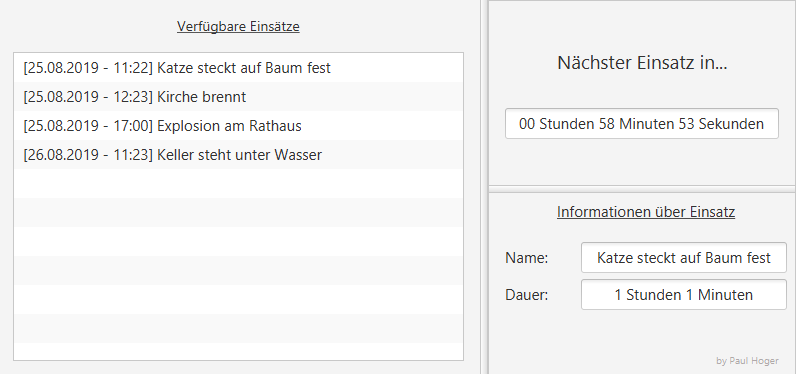 Verfügbare Einsätze
[25.08.2019 - 11:22] Katze steckt auf Baum fest
[25.08.2019 - 12:23] Kirche brennt
[25.08.2019 - 17:00] Explosion am Rathaus
[26.08.2019 - 11:23] Keller steht unter Wasser
Nächster Einsatz in...
00 Stunden 58 Minuten 53 Sekunden
Informationen über Einsatz
Name: Katze steckt auf Baum fest
Dauer: 1 Stunden 1 Minuten
by Paul Hoger